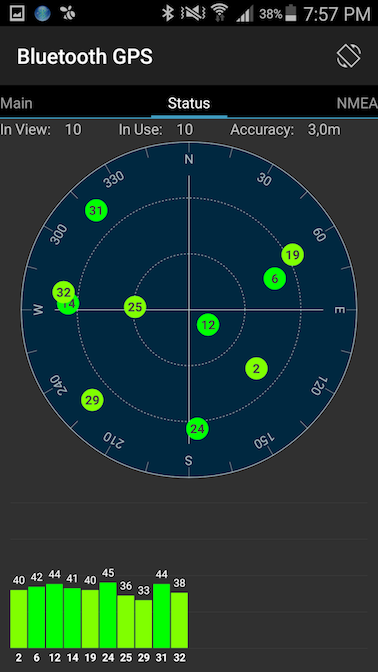 38% 7:57 PM
Bluetooth GPS
Main Status NMEA
In View: 10 In Use: 10 Accuracy: 3,0m
N
330 30
31
300 60
19
6
32 14 25
W E
12
2
240 120
29
24
210 150
S
40 42 44 41 40 45 36 33 44 38
2 6 12 14 19 24 25 29 31 32